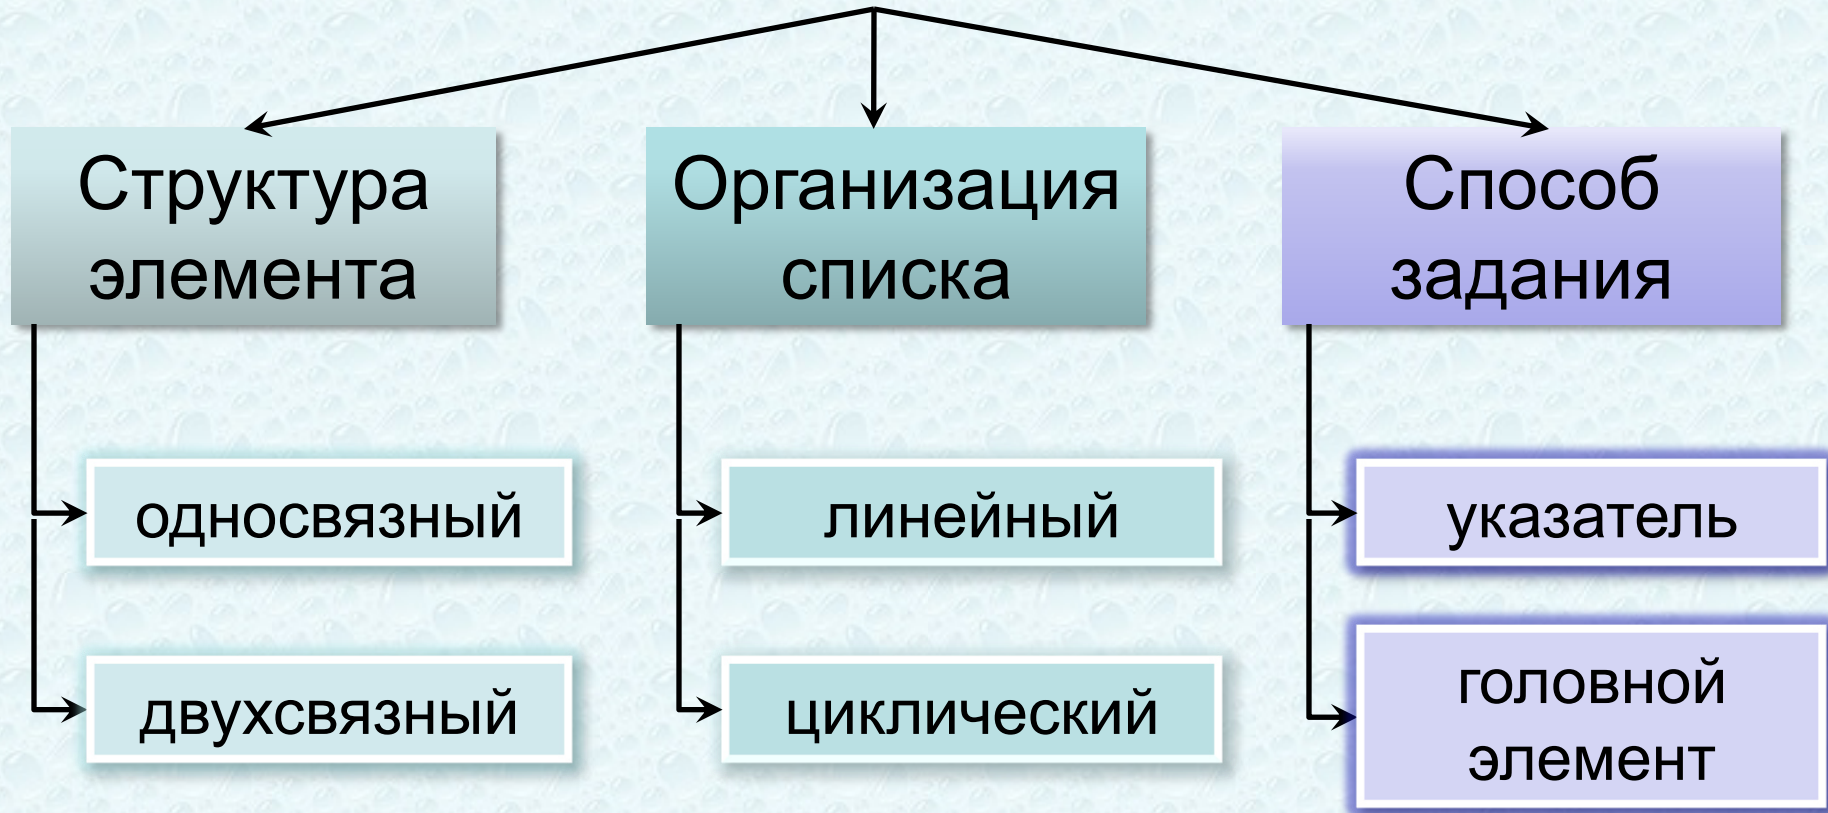 Структура
элемента
Организация
списка
Способ
задания
односвязный
линейный
указатель
двухсвязный
циклический
головной
элемент